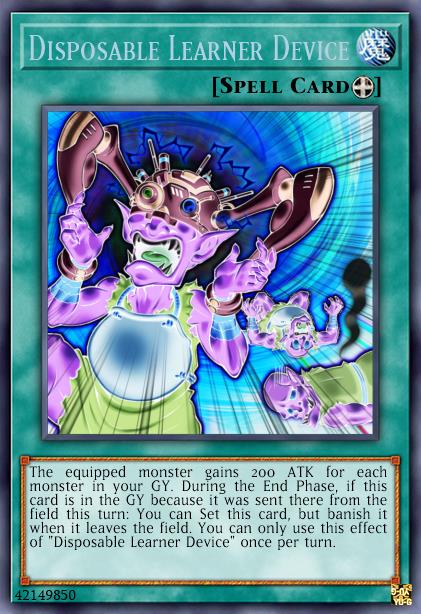 Disposable Learner Device
[Spell Card]
The equipped monster gains 200 ATK for each
monster in your GY. During the End Phase, if this
card is in the GY because it was sent there from the
field this turn: You can Set this card, but banish it
when it leaves the field. You can only use this effect
of "Disposable Learner Device" once per turn.
42149850